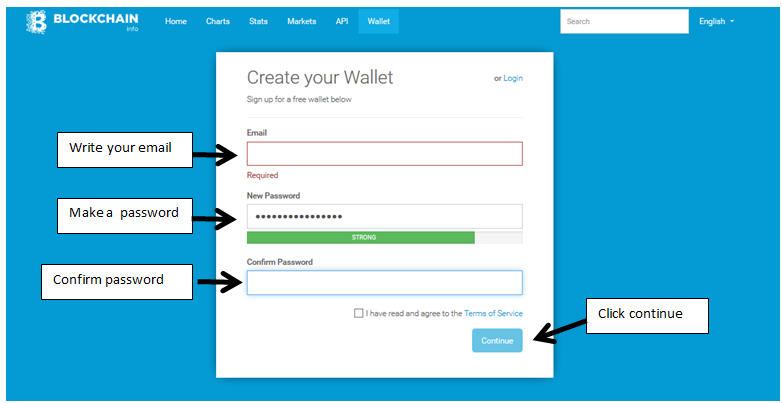 BLOCKCHAIN
info
Home Charts Stats Markets API Wallet Search English
Create your Wallet
or Login
Sign up for a free wallet below
Email
Write your email
Required
New Password
Make a password
••••••••••••••••
STRONG
Confirm Password
Confirm password
I have read and agree to the Terms of Service
Click continue
Continue